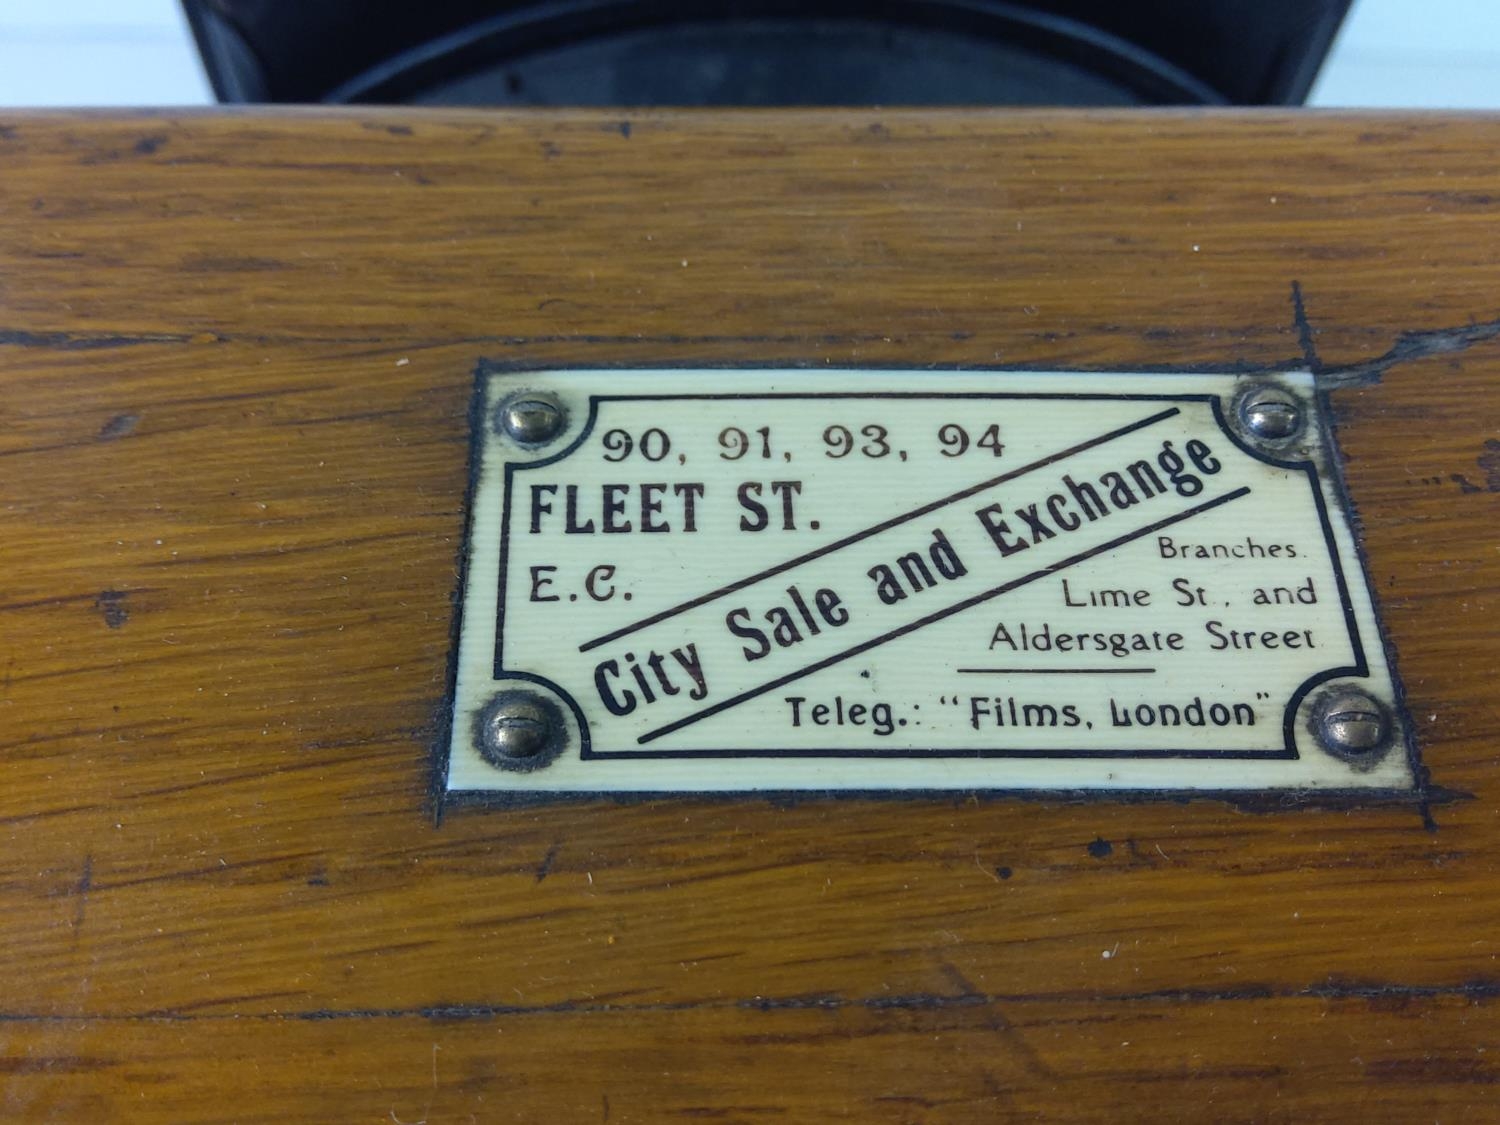 90, 91, 93, 94
FLEET ST.
E.C.
City Sale and Exchange
Branches.
Lime St., and
Aldersgate Street.
Teleg.: "Films, London"